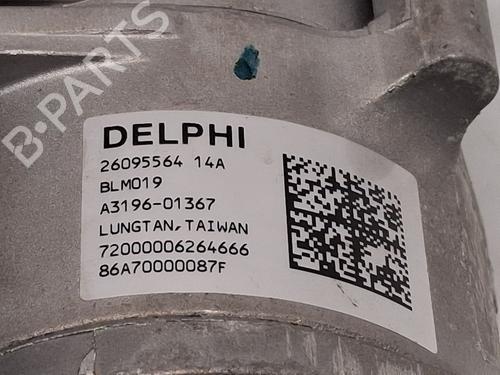 B-PARTS
DELPHI
26095564 14A
BLM019
A3196-01367
LUNGTAN, TAIWAN
72000006264666
86A70000087F